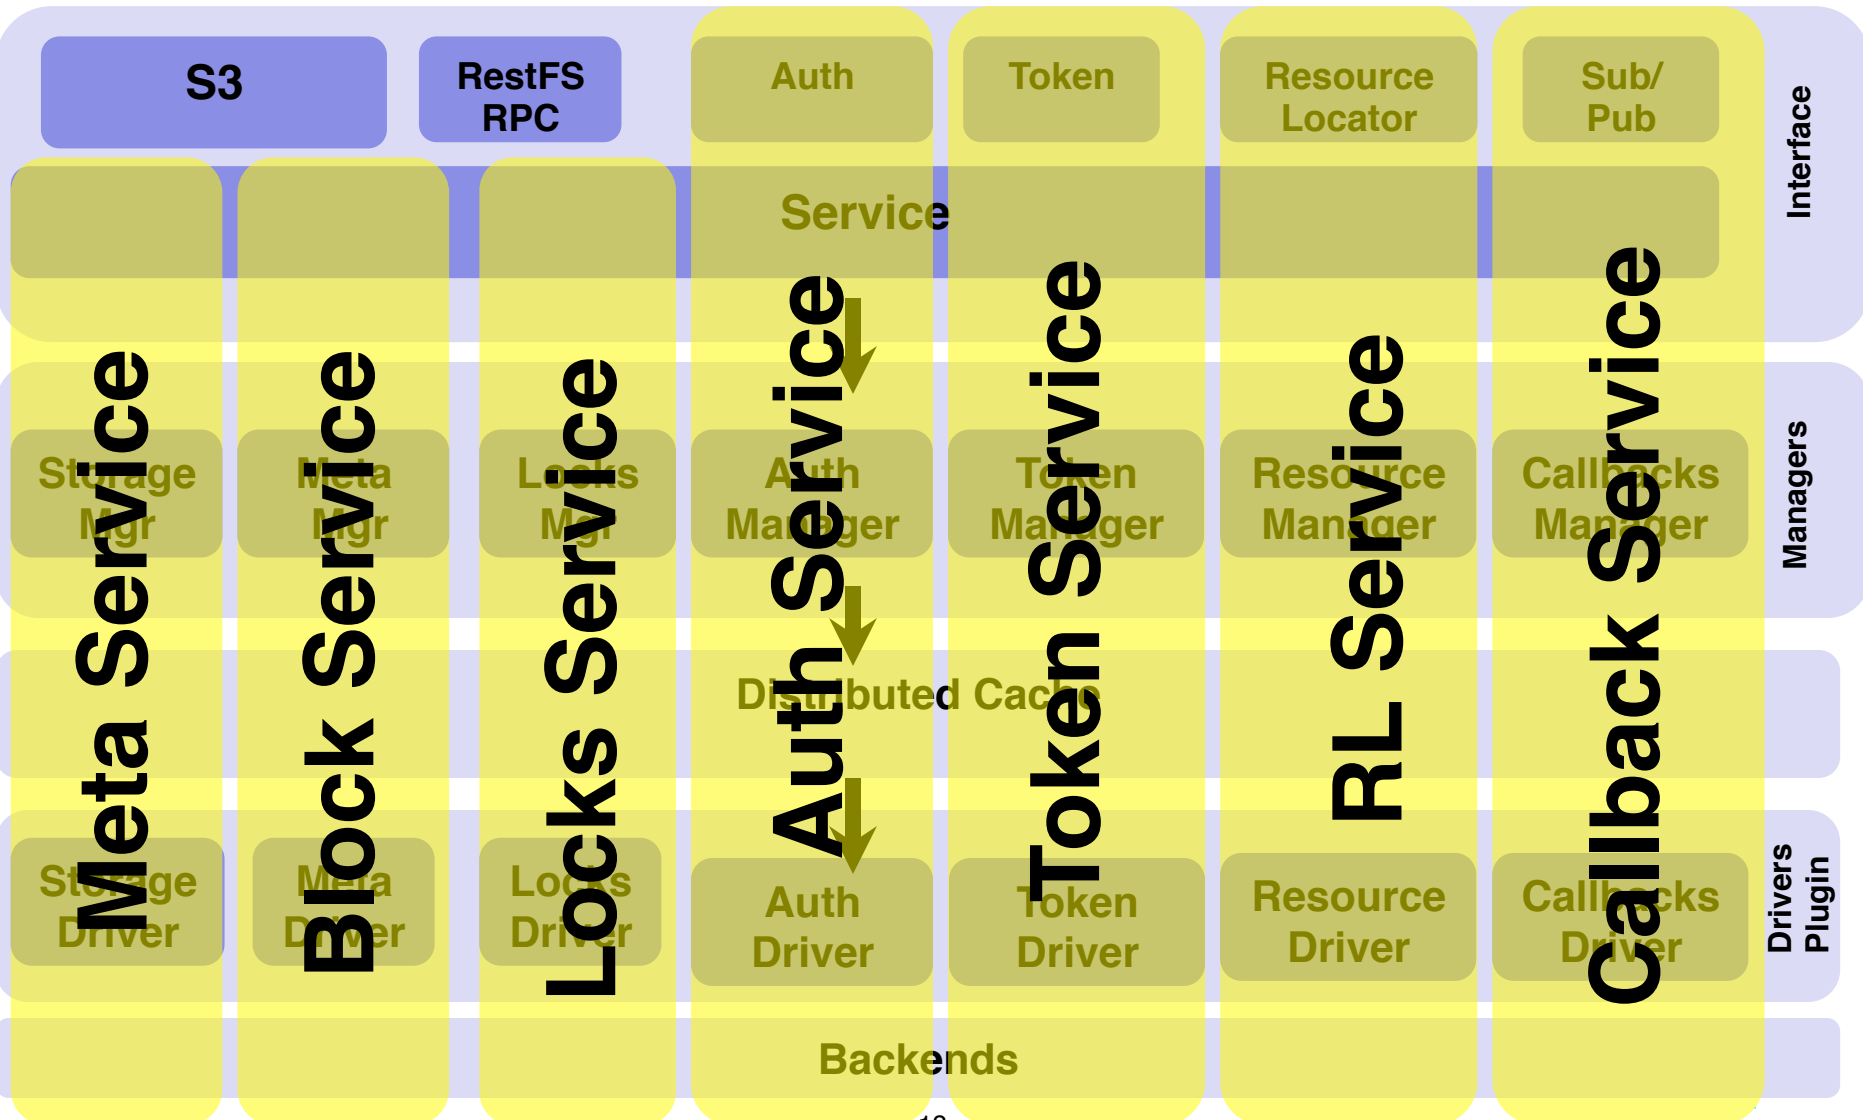 S3
RestFS
RPC
Auth
Token
Resource
Locator
Sub/
Pub
Interface
Service
Meta Service
Block Service
Locks Service
Auth Service
Token Service
RL Service
Callback Service
Storage
Mgr
Meta
Mgr
Locks
Mgr
Auth
Manager
Token
Manager
Resource
Manager
Callbacks
Manager
Managers
Distributed Cache
Storage
Driver
Meta
Driver
Locks
Driver
Auth
Driver
Token
Driver
Resource
Driver
Callbacks
Driver
Drivers
Plugin
Backends